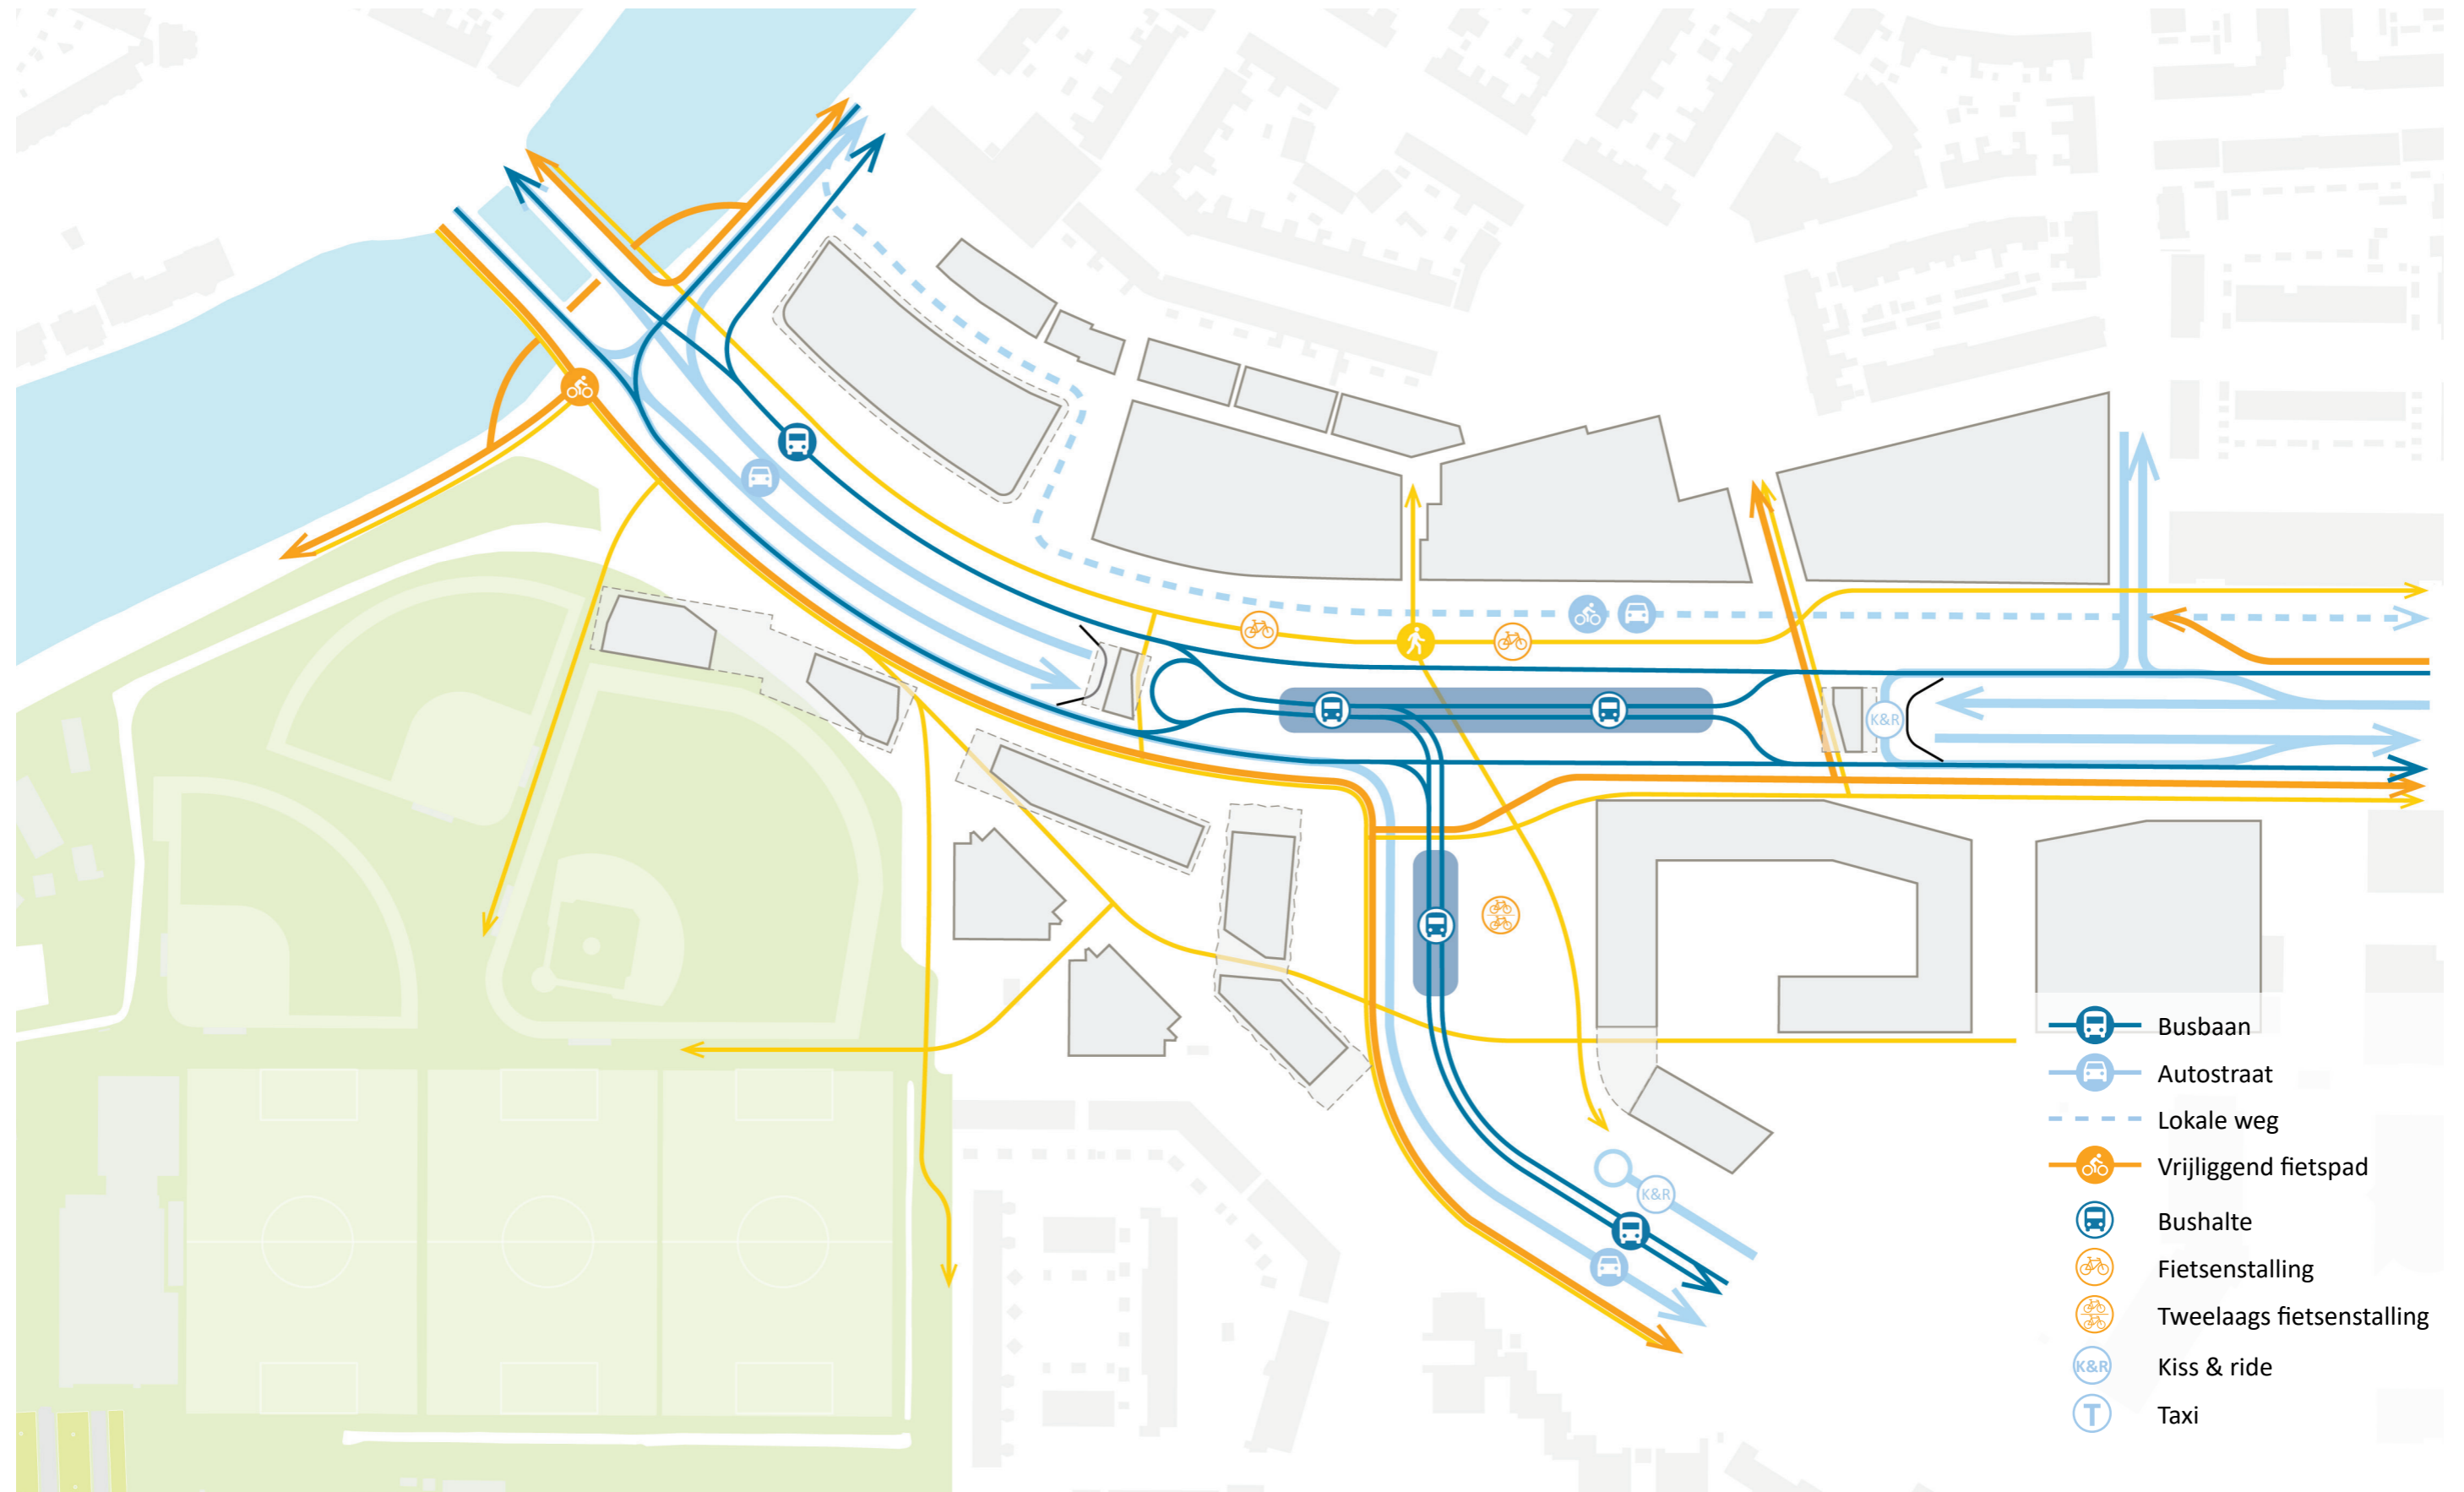 K&R
K&R
Busbaan
Autostraat
Lokale weg
Vrijliggend fietspad
Bushalte
Fietsenstalling
Tweelaags fietsenstalling
K&R Kiss & ride
T Taxi